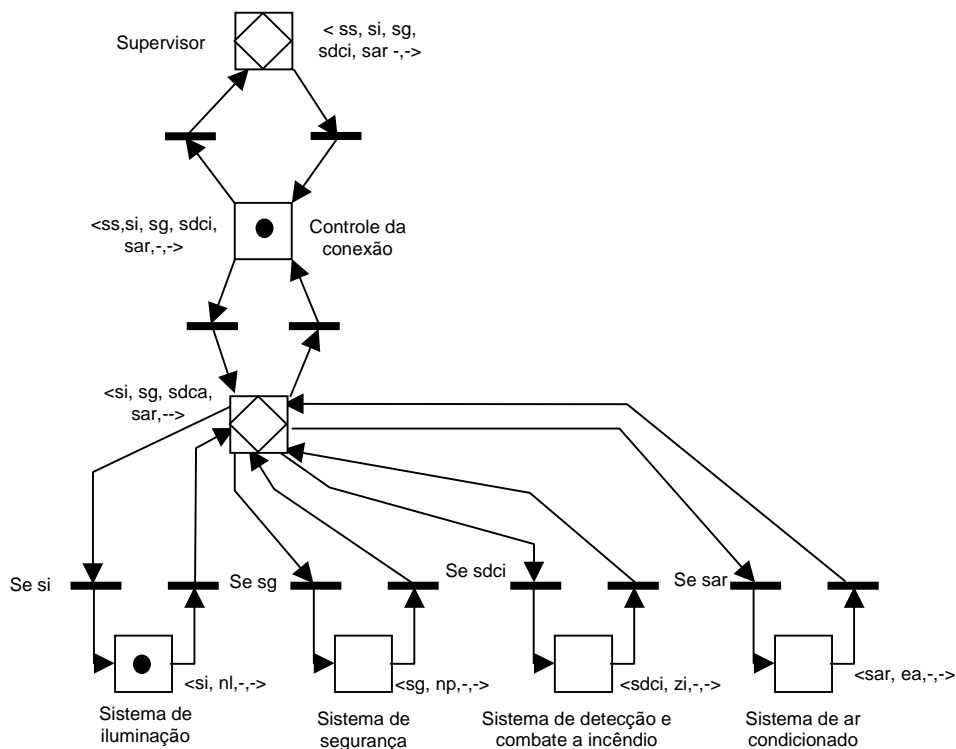 Supervisor
< ss, si, sg,
sdci, sar -,->
<ss,si, sg, sdci,
sar,-,->
Controle da
conexão
<si, sg, sdca,
sar,-->
Se si
Se sg
Se sdci
Se sar
<si, nl,-,->
<sg, np,-,->
<sdci, zi,-,->
<sar, ea,-,->
Sistema de
iluminação
Sistema de
segurança
Sistema de detecção e
combate a incêndio
Sistema de ar
condicionado